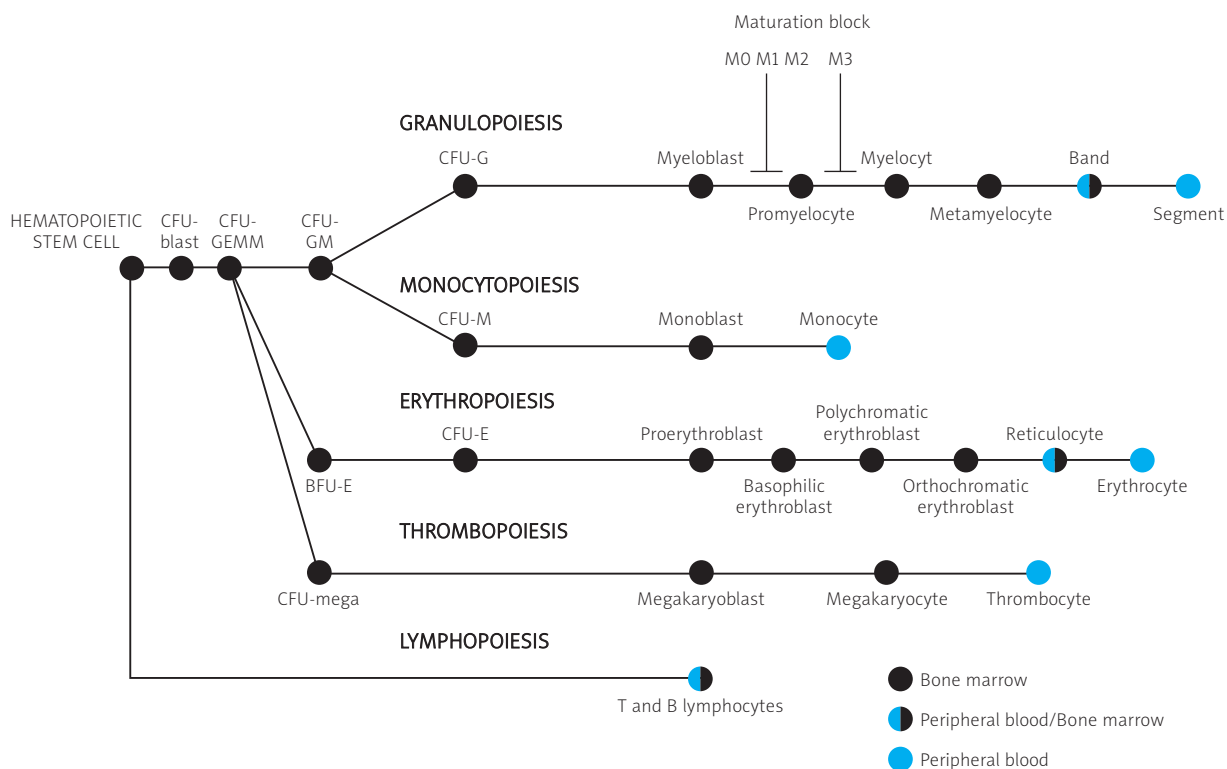 Maturation block
M0 M1 M2 M3
GRANULOPOIESIS
CFU-G
Myeloblast
Myelocyt
Band
Promyelocyte
Metamyelocyte
Segment
HEMATOPOIETIC
STEM CELL
CFU-
blast
CFU-
GEMM
CFU-
GM
MONOCYTOPOIESIS
CFU-M
Monoblast
Monocyte
ERYTHROPOIESIS
CFU-E
Proerythroblast
Polychromatic
erythroblast
Reticulocyte
BFU-E
Basophilic
erythroblast
Orthochromatic
erythroblast
Erythrocyte
THROMBOPOIESIS
CFU-mega
Megakaryoblast
Megakaryocyte
Thrombocyte
LYMPHOPOIESIS
T and B lymphocytes
Bone marrow
Peripheral blood/Bone marrow
Peripheral blood